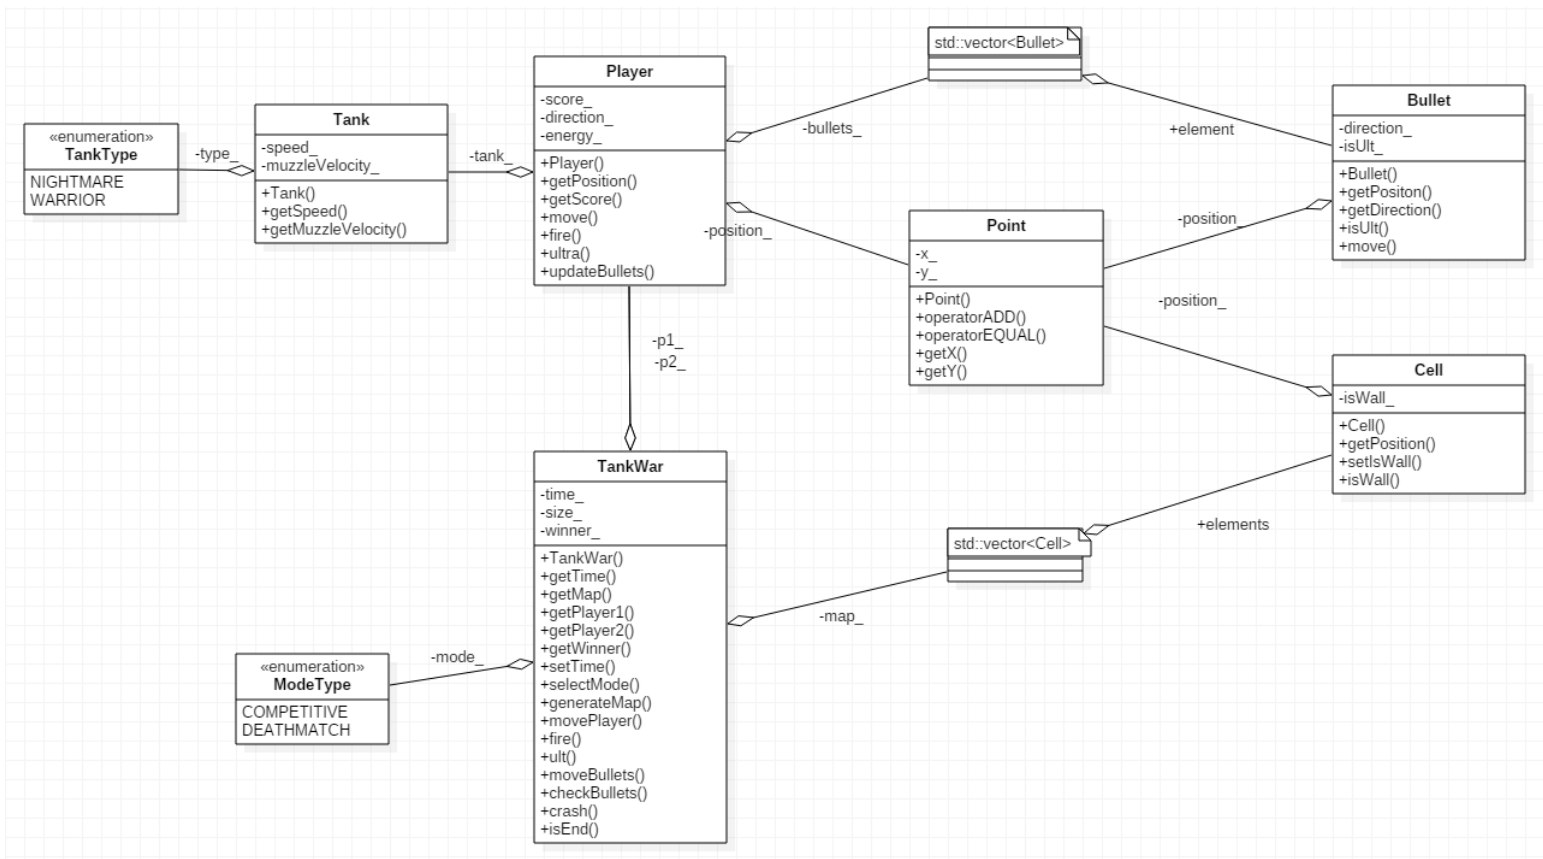 «enumeration»
TankType
NIGHTMARE
WARRIOR
-type_
Tank
-speed_
-muzzleVelocity_
+Tank()
+getSpeed()
+getMuzzleVelocity()
-tank_
Player
-score_
-direction_
-energy_
+Player()
+getPosition()
+getScore()
+move()
+fire()
+ultra()
+updateBullets()
-bullets_
std::vector<Bullet>
+element
Bullet
-direction_
-isUlt_
+Bullet()
+getPositon()
+getDirection()
+isUlt()
+move()
-position_
Point
-x_
-y_
+Point()
+operatorADD()
+operatorEQUAL()
+getX()
+getY()
-position_
-position_
Cell
-isWall_
+Cell()
+getPosition()
+setIsWall()
+isWall()
+elements
std::vector<Cell>
-map_
-p1_
-p2_
TankWar
-time_
-size_
-winner_
+TankWar()
+getTime()
+getMap()
+getPlayer1()
+getPlayer2()
+getWinner()
+setTime()
+selectMode()
+generateMap()
+movePlayer()
+fire()
+ult()
+moveBullets()
+checkBullets()
+crash()
+isEnd()
-mode_
«enumeration»
ModeType
COMPETITIVE
DEATHMATCH